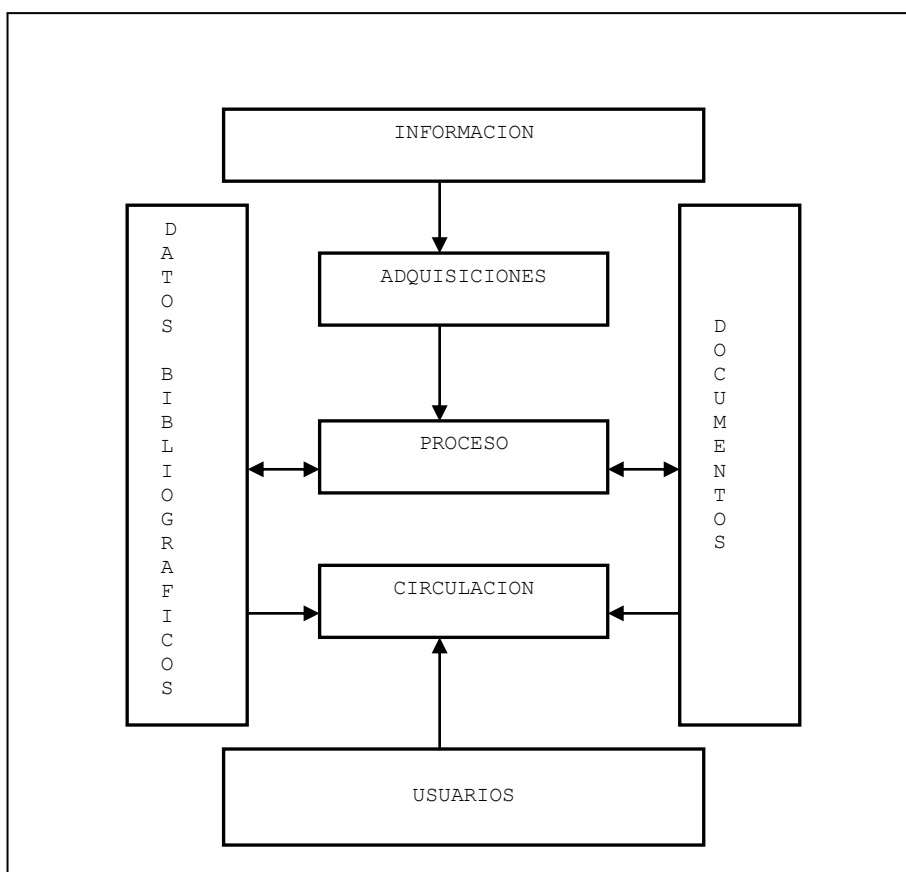 INFORMACION
DATOS BIBLIOGRAFICOS
ADQUISICIONES
DOCUMENTOS
PROCESO
CIRCULACION
USUARIOS